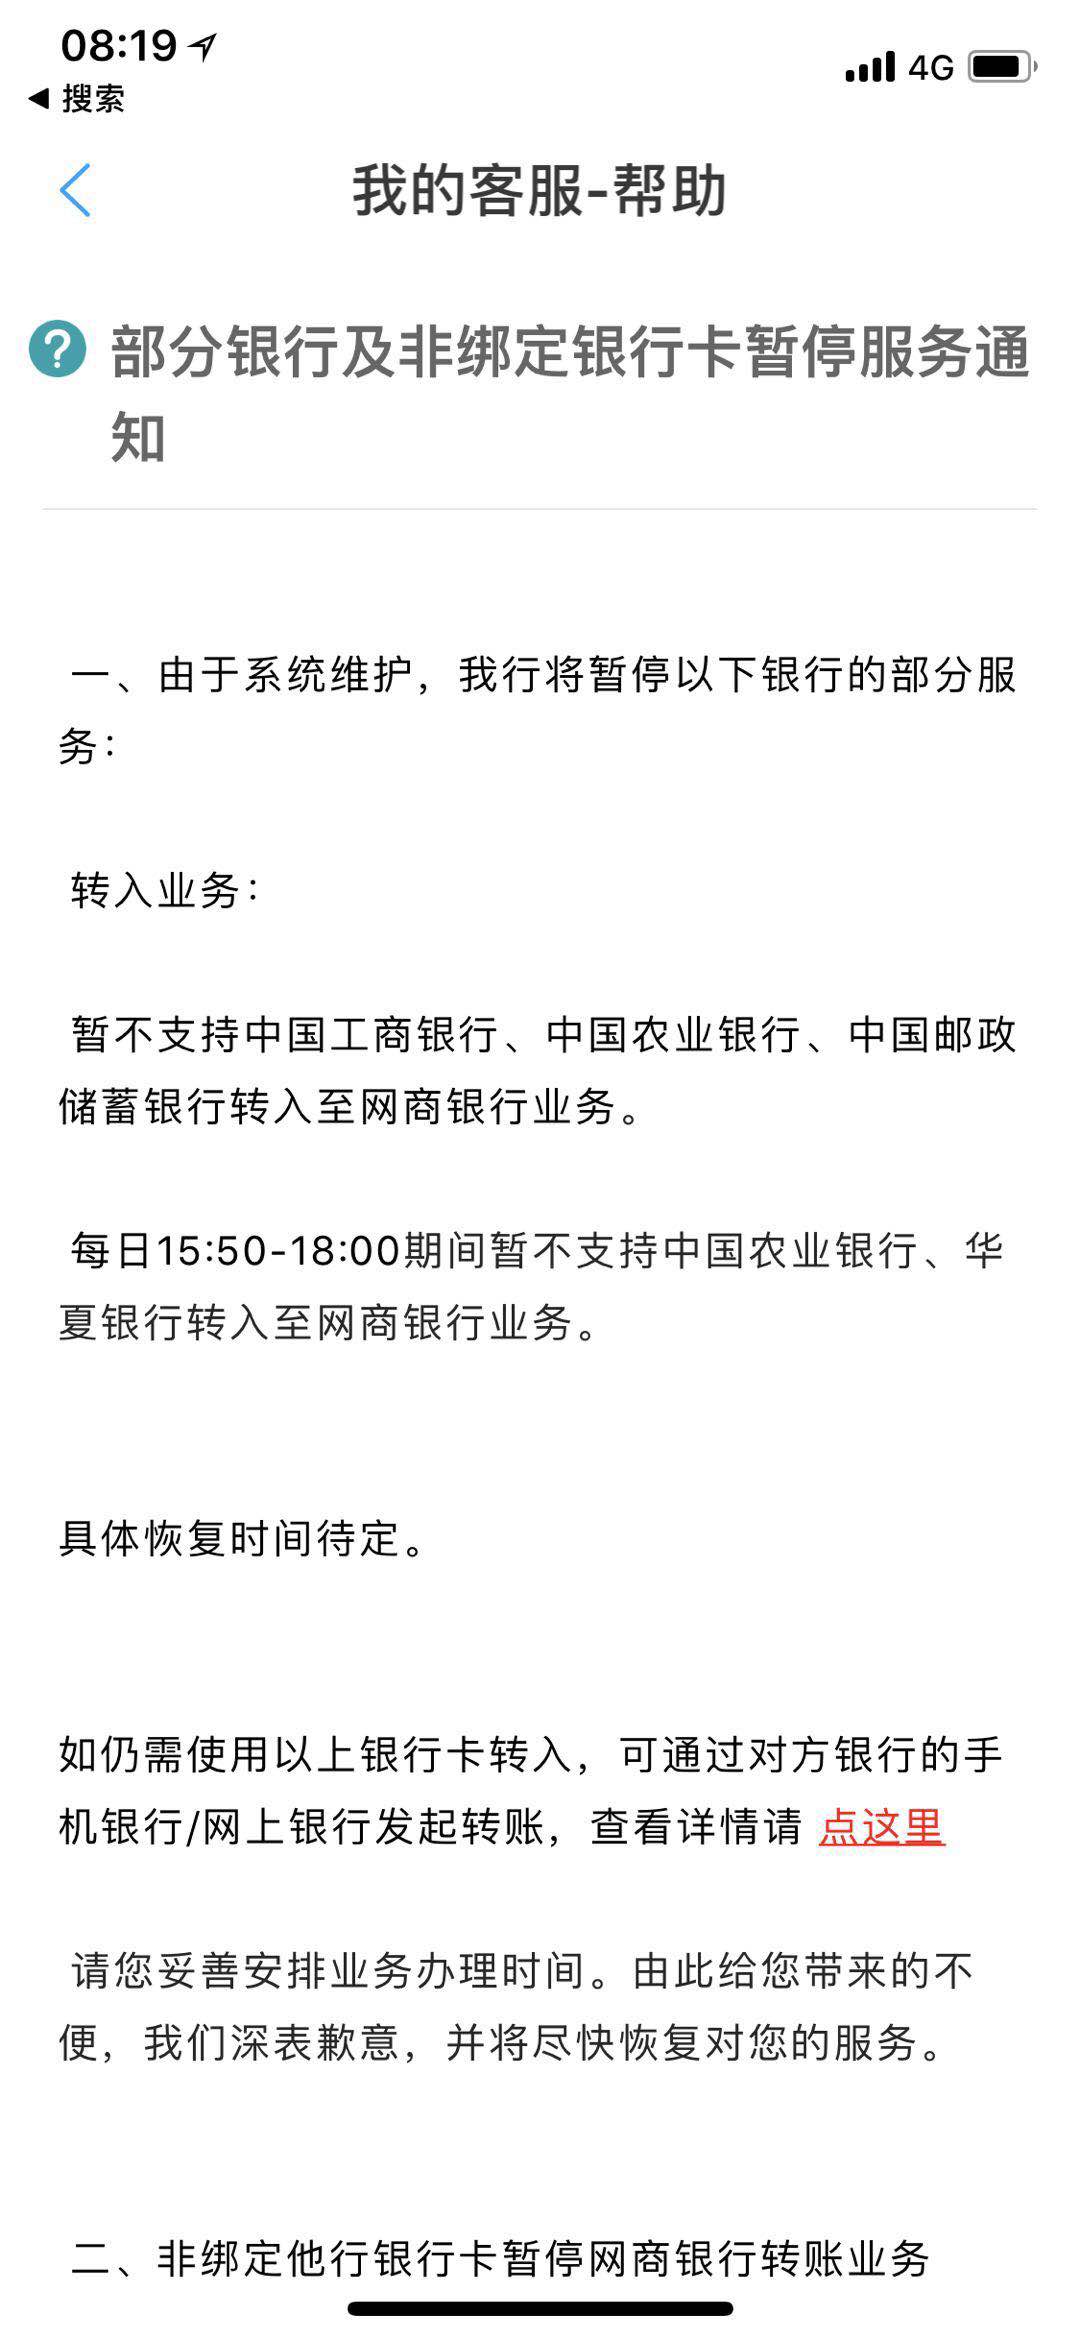 08:19
4G
搜索
我的客服-帮助
部分银行及非绑定银行卡暂停服务通
知
一、由于系统维护，我行将暂停以下银行的部分服
务：
转入业务：
暂不支持中国工商银行、中国农业银行、中国邮政
储蓄银行转入至网商银行业务。
每日15:50-18:00期间暂不支持中国农业银行、华
夏银行转入至网商银行业务。
具体恢复时间待定。
如仍需使用以上银行卡转入，可通过对方银行的手
机银行/网上银行发起转账，查看详情请 点这里
请您妥善安排业务办理时间。由此给您带来的不
便，我们深表歉意，并将尽快恢复对您的服务。
二、非绑定他行银行卡暂停网商银行转账业务